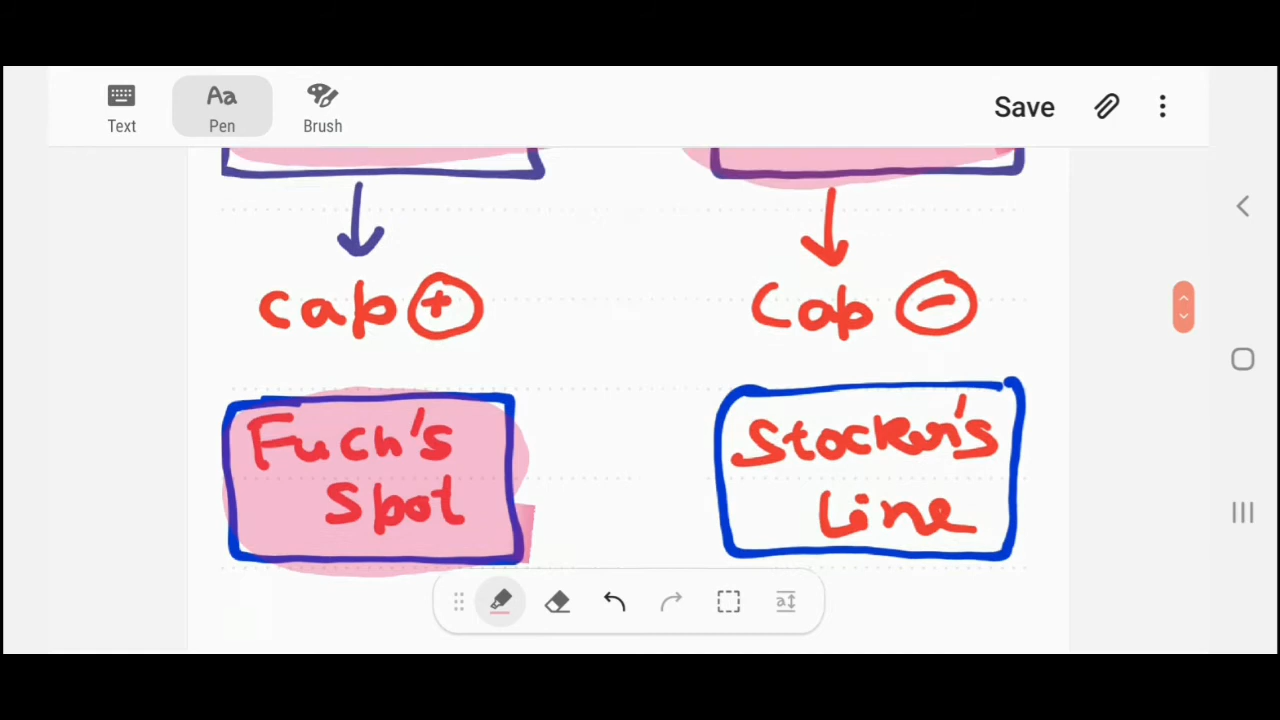 Text
Aa
Pen
Brush
Save
cap +
Cap −
Fuch's
Spot
Stocker's
Line